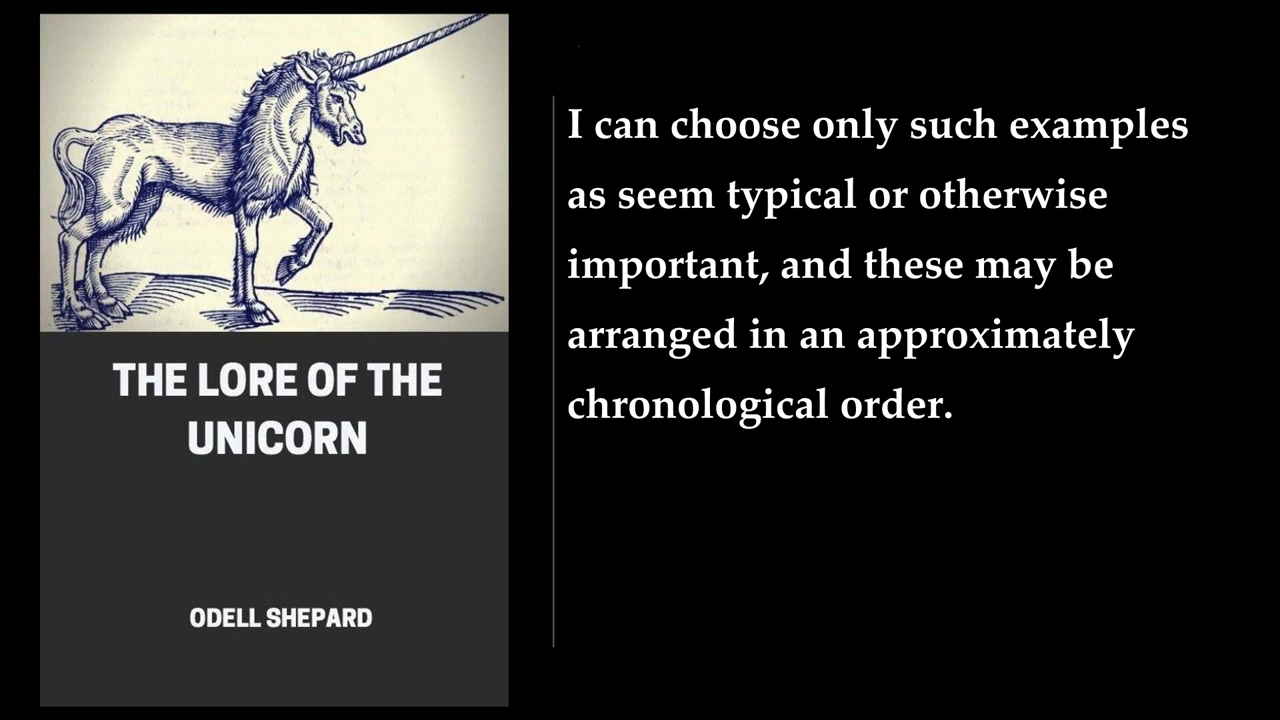 THE LORE OF THE
UNICORN
ODELL SHEPARD
I can choose only such examples
as seem typical or otherwise
important, and these may be
arranged in an approximately
chronological order.